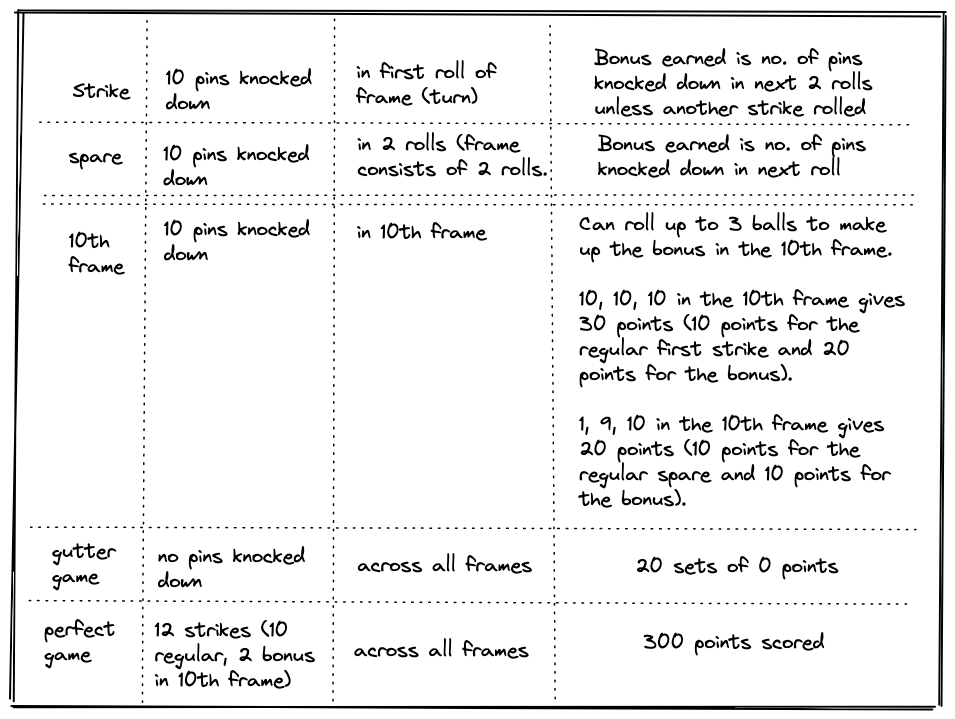 Strike
10 pins knocked
down
in first roll of
frame (turn)
Bonus earned is no. of pins
knocked down in next 2 rolls
unless another strike rolled
spare
10 pins knocked
down
in 2 rolls (frame
consists of 2 rolls.
Bonus earned is no. of pins
knocked down in next roll
10th
frame
10 pins knocked
down
in 10th frame
Can roll up to 3 balls to make
up the bonus in the 10th frame.
10, 10, 10 in the 10th frame gives
30 points (10 points for the
regular first strike and 20
points for the bonus).
1, 9, 10 in the 10th frame gives
20 points (10 points for the
regular spare and 10 points for
the bonus).
gutter
game
no pins knocked
down
across all frames
20 sets of 0 points
perfect
game
12 strikes (10
regular, 2 bonus
in 10th frame)
across all frames
300 points scored